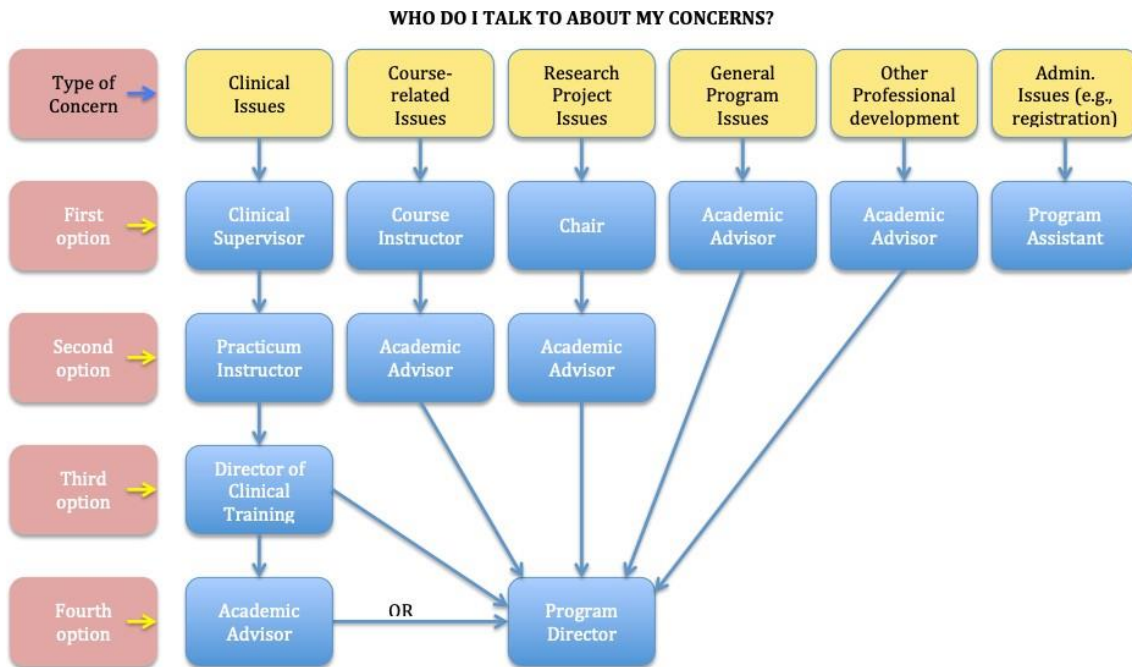 WHO DO I TALK TO ABOUT MY CONCERNS?
Type of
Concern
Clinical
Issues
Course-
related
Issues
Research
Project
Issues
General
Program
Issues
Other
Professional
development
Admin.
Issues (e.g.,
registration)
First
option
Clinical
Supervisor
Course
Instructor
Chair
Academic
Advisor
Academic
Advisor
Program
Assistant
Second
option
Practicum
Instructor
Academic
Advisor
Academic
Advisor
Third
option
Director of
Clinical
Training
Fourth
option
Academic
Advisor
OR
Program
Director